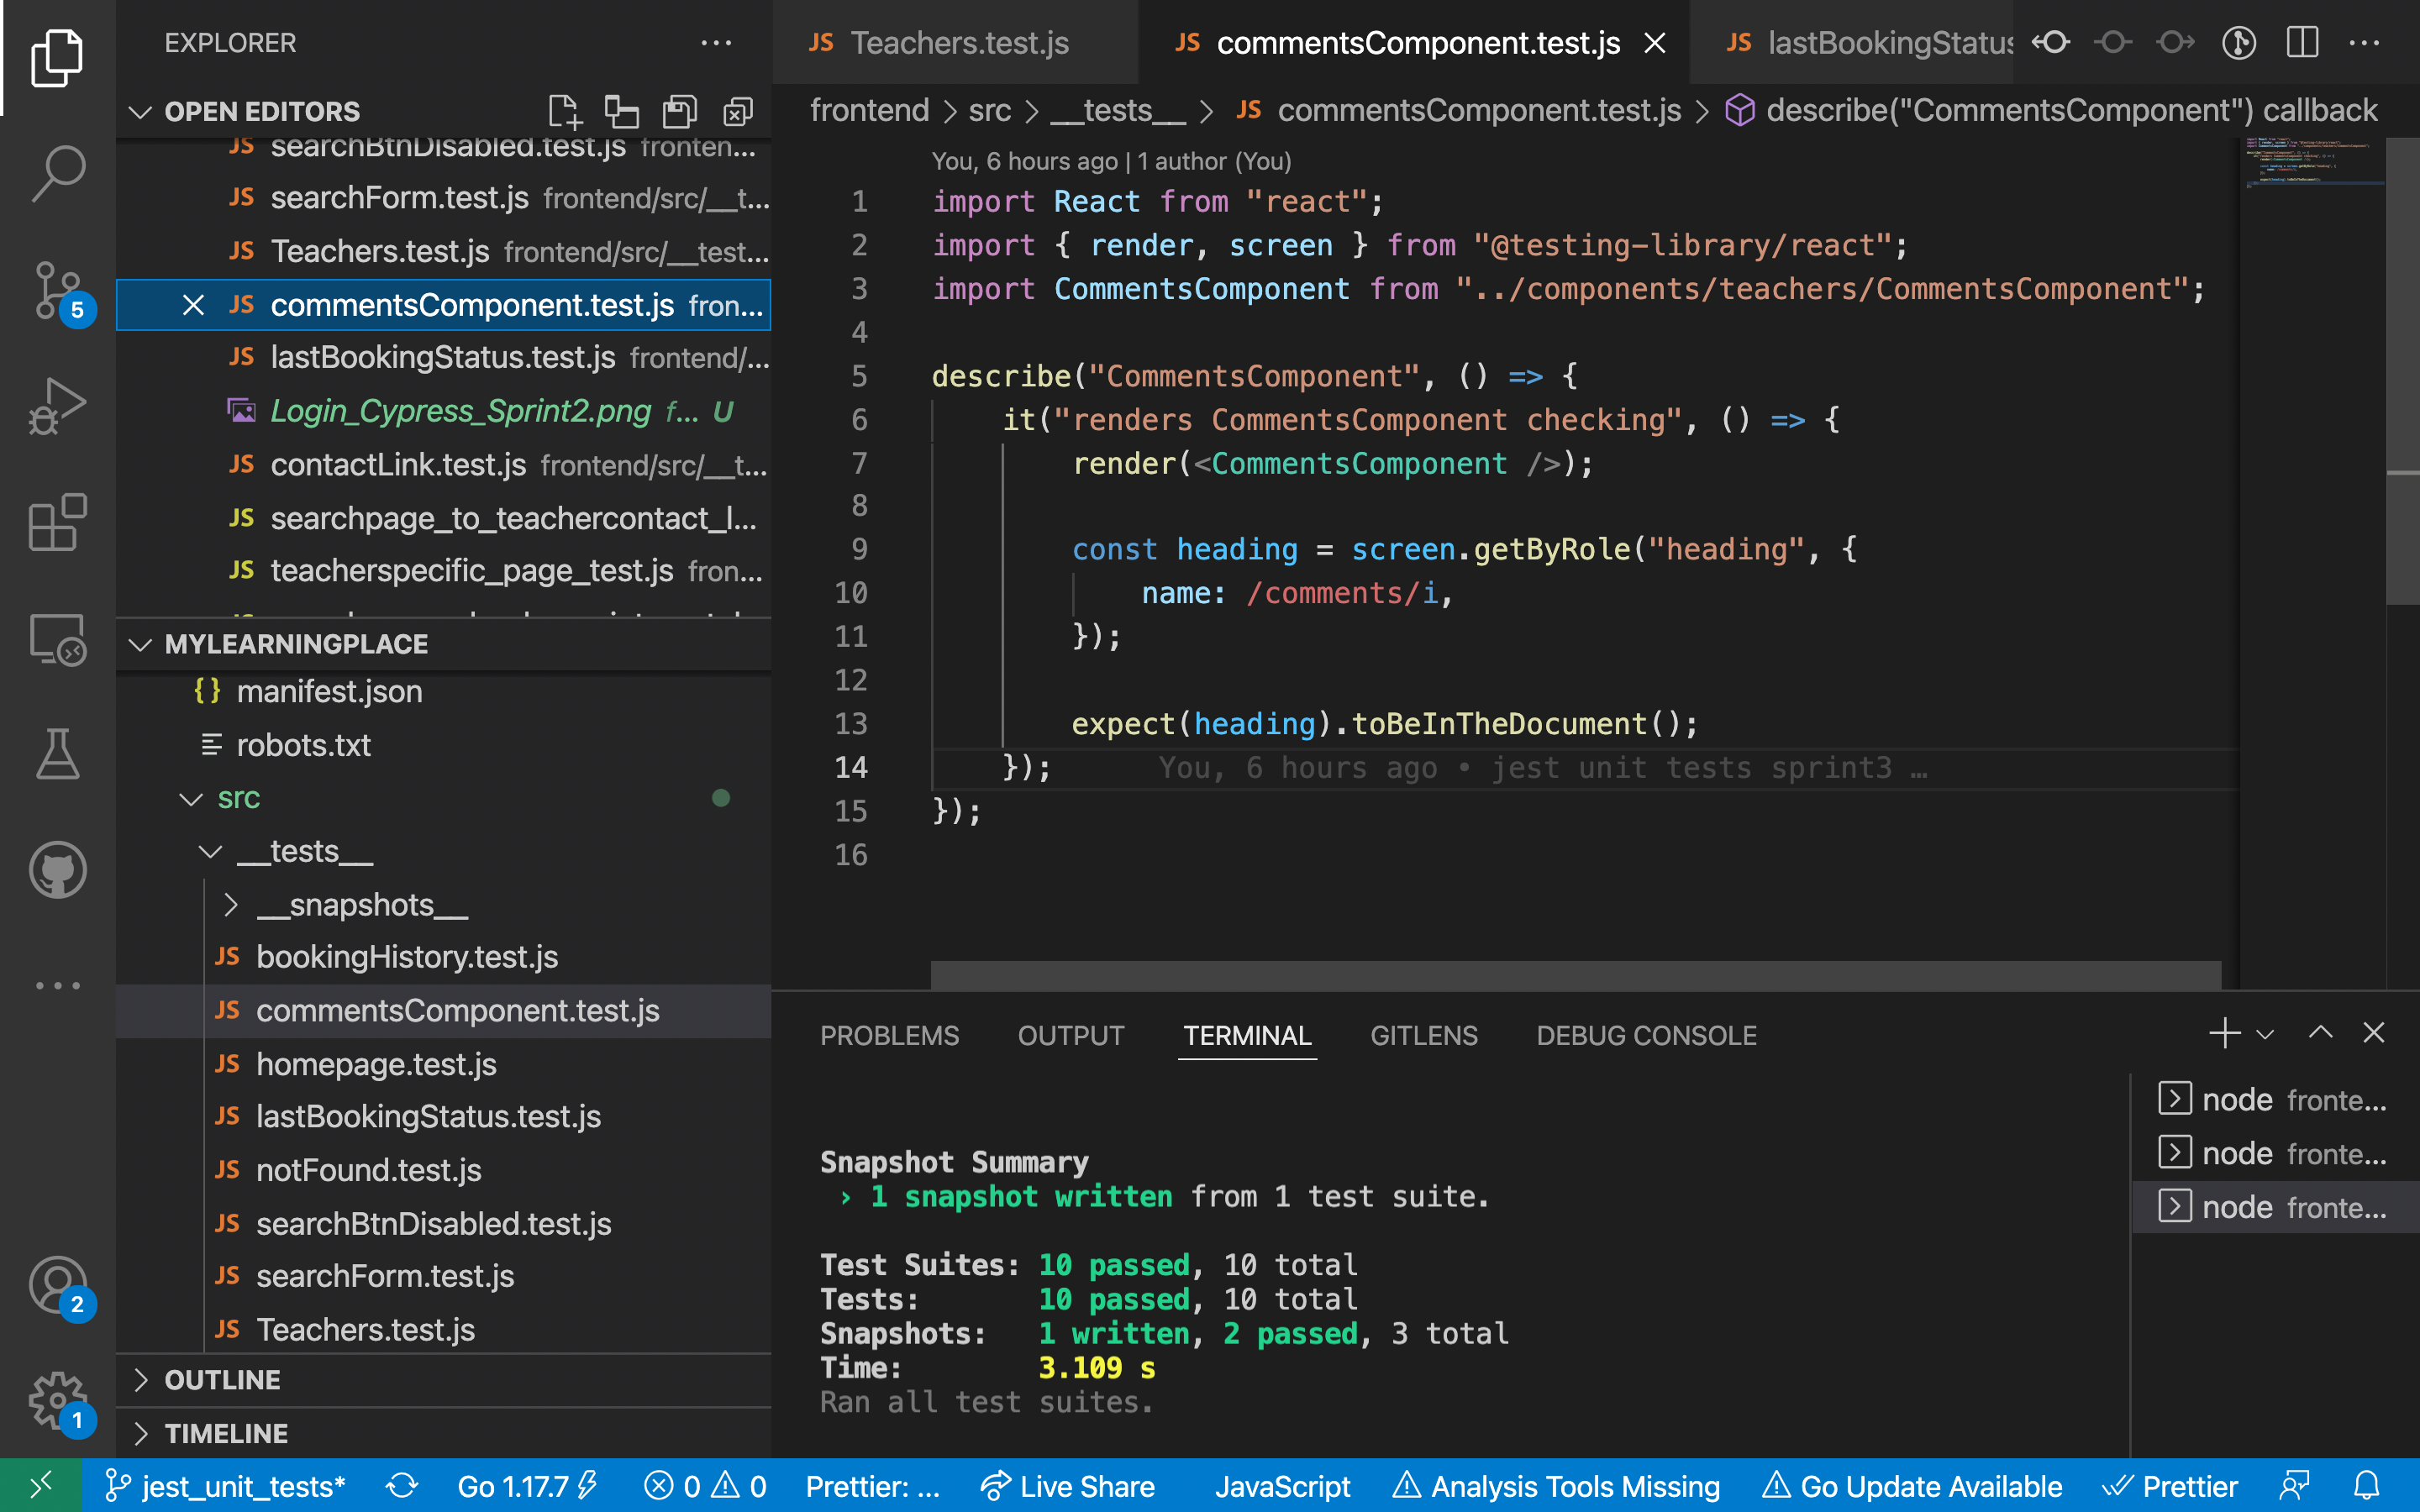 EXPLORER
OPEN EDITORS
JS searchBtnDisabled.test.js fronten...
JS searchForm.test.js frontend/src/__t...
JS Teachers.test.js frontend/src/__test...
JS commentsComponent.test.js fron...
JS lastBookingStatus.test.js frontend/...
Login_Cypress_Sprint2.png f... U
JS contactLink.test.js frontend/src/__t...
JS searchpage_to_teachercontact_l...
JS teacherspecific_page_test.js fron...
MYLEARNINGPLACE
{} manifest.json
robots.txt
src
__tests__
__snapshots__
JS bookingHistory.test.js
JS commentsComponent.test.js
JS homepage.test.js
JS lastBookingStatus.test.js
JS notFound.test.js
JS searchBtnDisabled.test.js
JS searchForm.test.js
JS Teachers.test.js
OUTLINE
TIMELINE
5
2
1
JS Teachers.test.js
JS commentsComponent.test.js
JS lastBookingStatus
frontend > src > __tests__ > JS commentsComponent.test.js > describe("CommentsComponent") callback
You, 6 hours ago | 1 author (You)
1 import React from "react";
2 import { render, screen } from "@testing-library/react";
3 import CommentsComponent from "../components/teachers/CommentsComponent";
4
5 describe("CommentsComponent", () => {
6 it("renders CommentsComponent checking", () => {
7 render(<CommentsComponent />);
8
9 const heading = screen.getByRole("heading", {
10 name: /comments/i,
11 });
12
13 expect(heading).toBeInTheDocument();
14 }); You, 6 hours ago • jest unit tests sprint3 …
15 });
16
PROBLEMS OUTPUT TERMINAL GITLENS DEBUG CONSOLE
Snapshot Summary
› 1 snapshot written from 1 test suite.
Test Suites: 10 passed, 10 total
Tests: 10 passed, 10 total
Snapshots: 1 written, 2 passed, 3 total
Time: 3.109 s
Ran all test suites.
node fronte...
node fronte...
node fronte...
jest_unit_tests* Go 1.17.7 0 0 Prettier: ... Live Share JavaScript Analysis Tools Missing Go Update Available Prettier